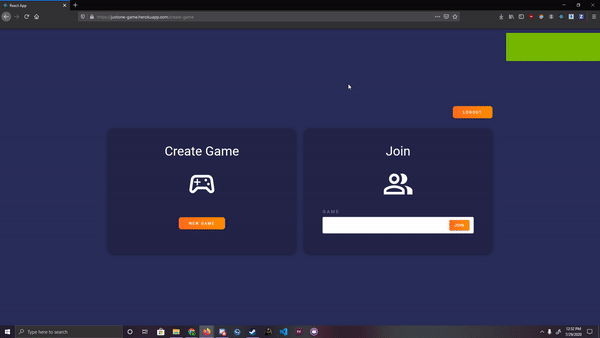 React App
https://justone-game.herokuapp.com/create-game
LOGOUT
Create Game
Join
GAME
NEW GAME
JOIN
Type here to search
12:52 PM
7/29/2020